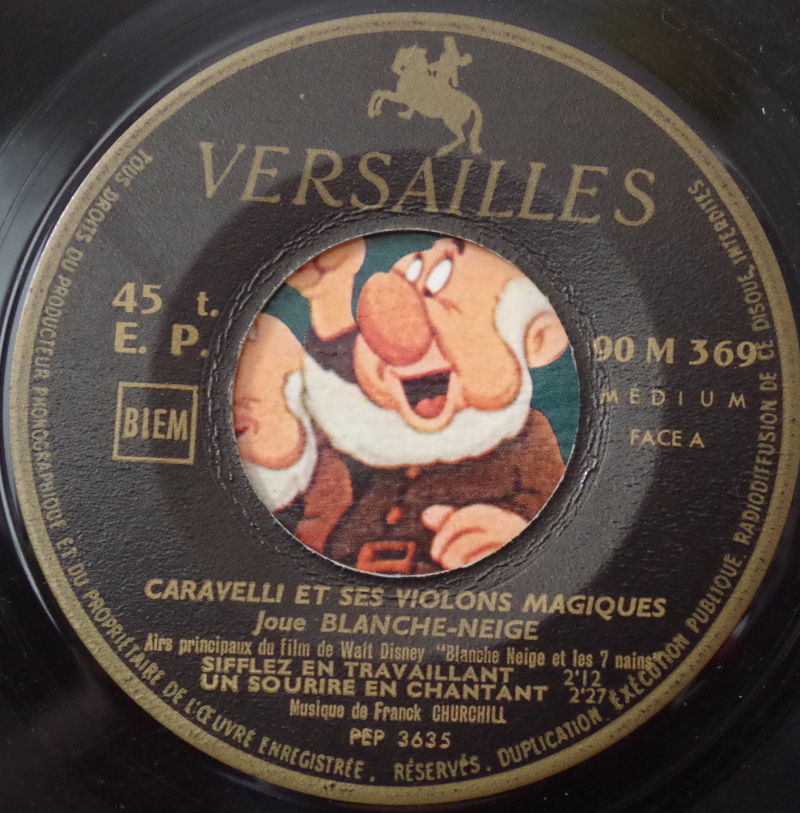 VERSAILLES
TOUS DROITS DU PRODUCTEUR PHONOGRAPHIQUE ET DU PROPRIÉTAIRE DE L'ŒUVRE ENREGISTRÉE. RÉSERVÉS. DUPLICATION, EXÉCUTION PUBLIQUE RADIODIFFUSION DE CE DISQUE, INTERDITES
45 t.
E. P.
BIEM
90 M 369
MEDIUM
FACE A
CARAVELLI ET SES VIOLONS MAGIQUES
Joue BLANCHE-NEIGE
Airs principaux du film de Walt Disney "Blanche Neige et les 7 nains"
SIFFLEZ EN TRAVAILLANT 2'12
UN SOURIRE EN CHANTANT 2'27
Musique de Franck CHURCHILL
PEP 3635